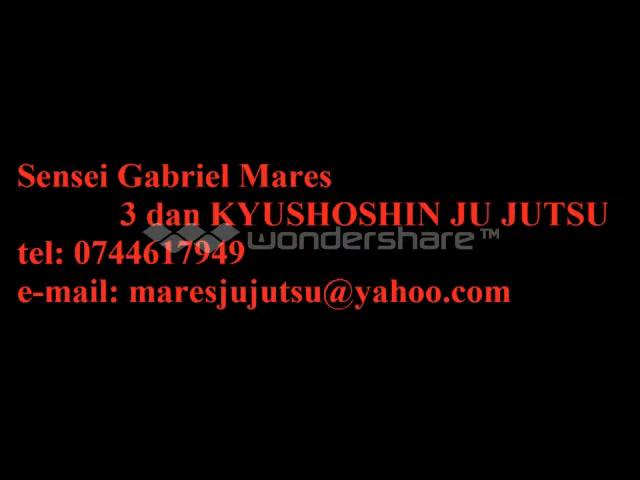 Sensei Gabriel Mares
3 dan KYUSHOSHIN JU JUTSU
wondershare™
tel: 0744617949
e-mail: maresjujutsu@yahoo.com